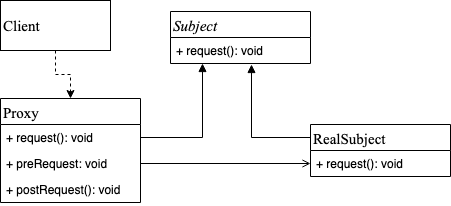 Client
Subject
+ request(): void
Proxy
+ request(): void
+ preRequest: void
+ postRequest(): void
RealSubject
+ request(): void